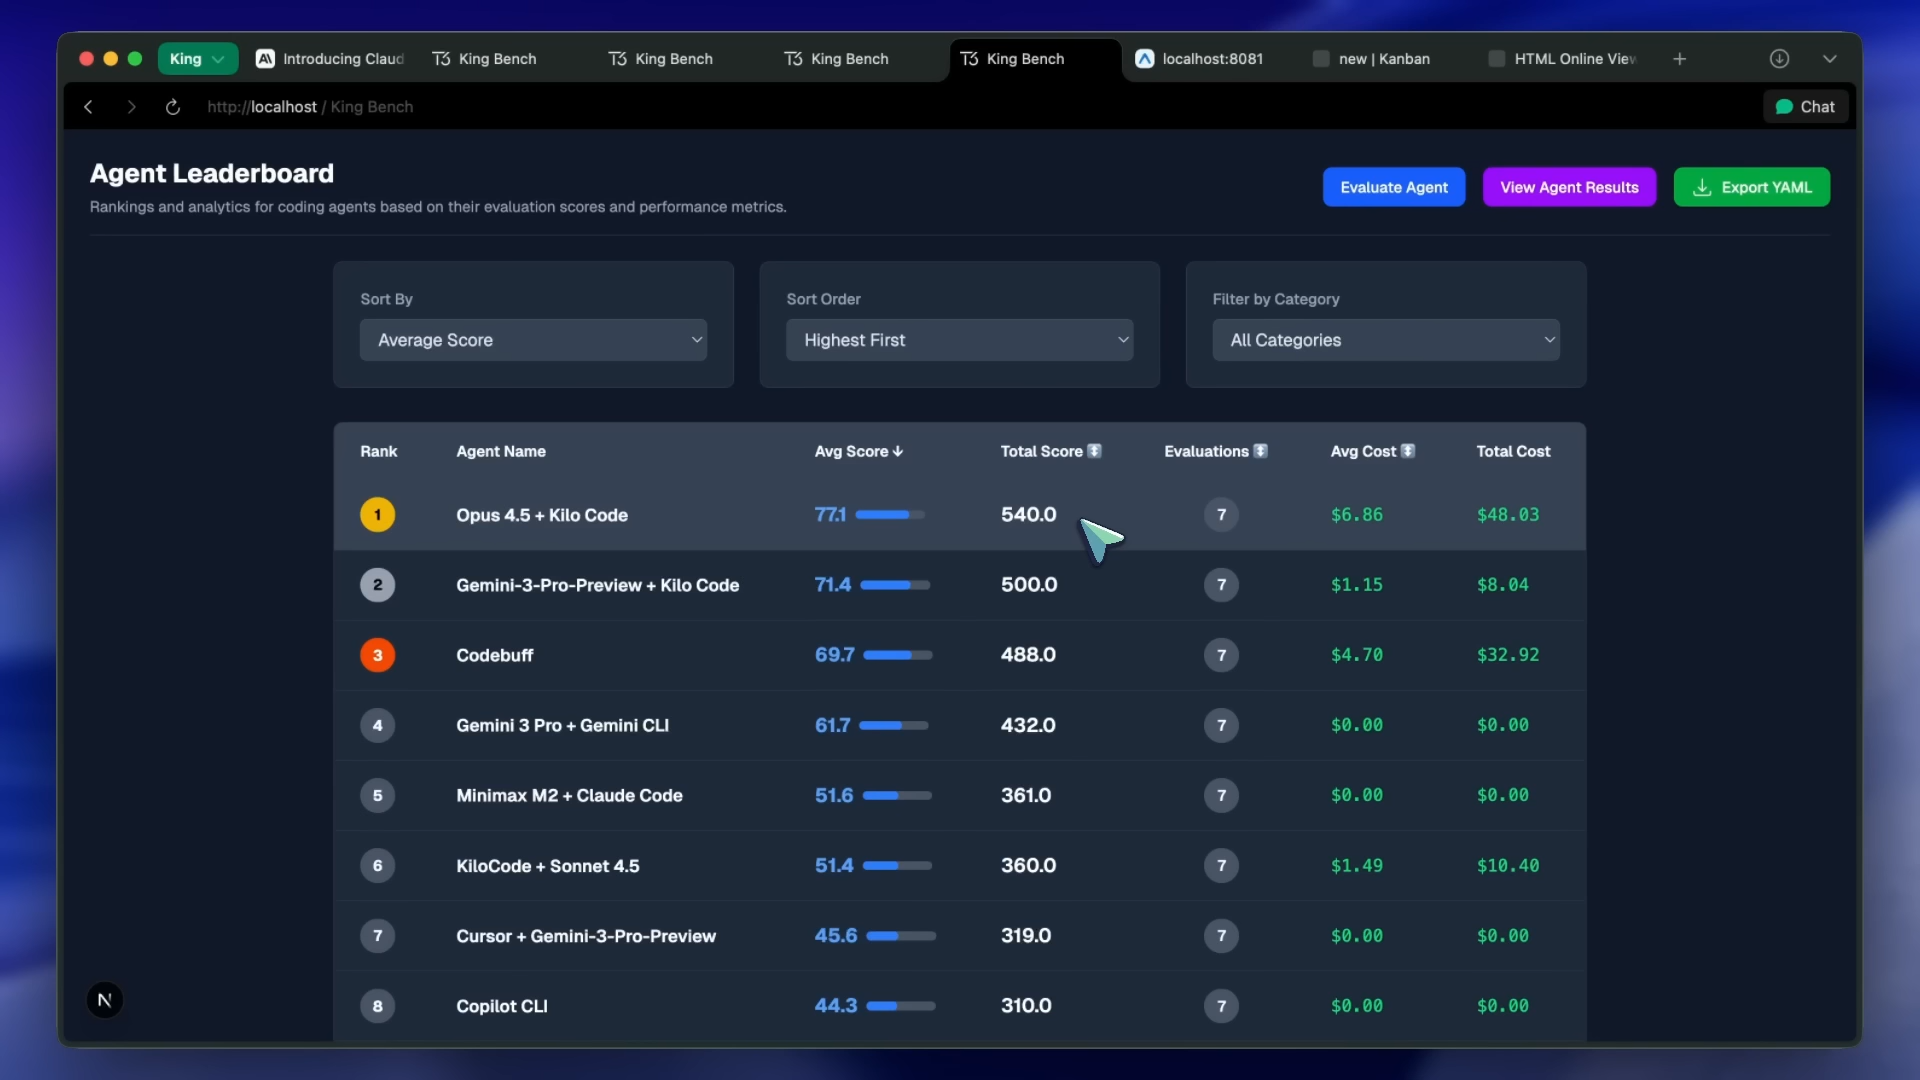 King
Introducing Claud
King Bench
King Bench
King Bench
King Bench
localhost:8081
new | Kanban
HTML Online View
http://localhost / King Bench
Chat
Agent Leaderboard
Rankings and analytics for coding agents based on their evaluation scores and performance metrics.
Evaluate Agent
View Agent Results
Export YAML
Sort By
Average Score
Sort Order
Highest First
Filter by Category
All Categories
Rank Agent Name Avg Score ↓ Total Score Evaluations Avg Cost Total Cost
1 Opus 4.5 + Kilo Code 77.1 540.0 7 $6.86 $48.03
2 Gemini-3-Pro-Preview + Kilo Code 71.4 500.0 7 $1.15 $8.04
3 Codebuff 69.7 488.0 7 $4.70 $32.92
4 Gemini 3 Pro + Gemini CLI 61.7 432.0 7 $0.00 $0.00
5 Minimax M2 + Claude Code 51.6 361.0 7 $0.00 $0.00
6 KiloCode + Sonnet 4.5 51.4 360.0 7 $1.49 $10.40
7 Cursor + Gemini-3-Pro-Preview 45.6 319.0 7 $0.00 $0.00
8 Copilot CLI 44.3 310.0 7 $0.00 $0.00
N